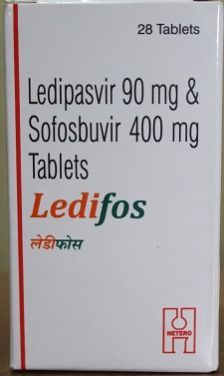 28 Tablets
Ledipasvir 90 mg &
Sofosbuvir 400 mg
Tablets
Ledifos
लेडीफोस
HETERO